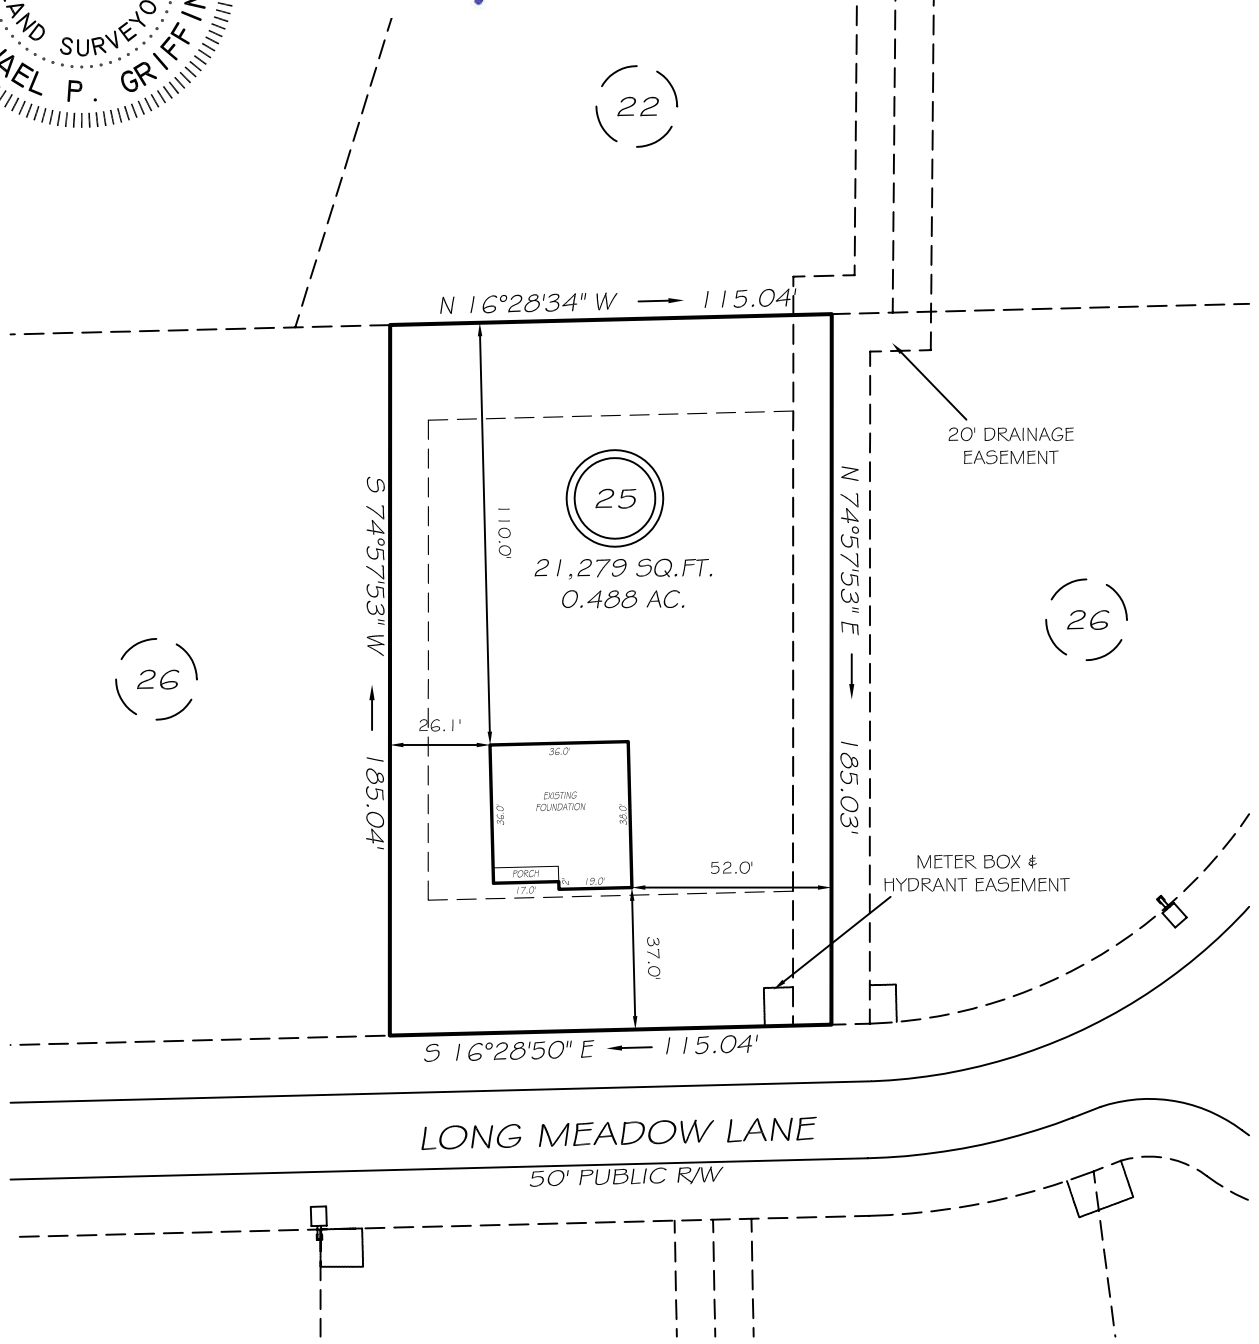 AND SURVEYO
AEL P. GRIFFIN
22
N 16°28'34" W 115.04'
20' DRAINAGE
EASEMENT
S 74°57'53" W 185.04'
N 74°57'53" E 185.03'
110.0'
25
21,279 SQ.FT.
0.488 AC.
26
26
26.1'
36.0'
EXISTING
FOUNDATION
36.0'
38.0'
PORCH
17.0'
2'
19.0'
52.0'
METER BOX &
HYDRANT EASEMENT
37.0'
S 16°28'50" E 115.04'
LONG MEADOW LANE
50' PUBLIC R/W